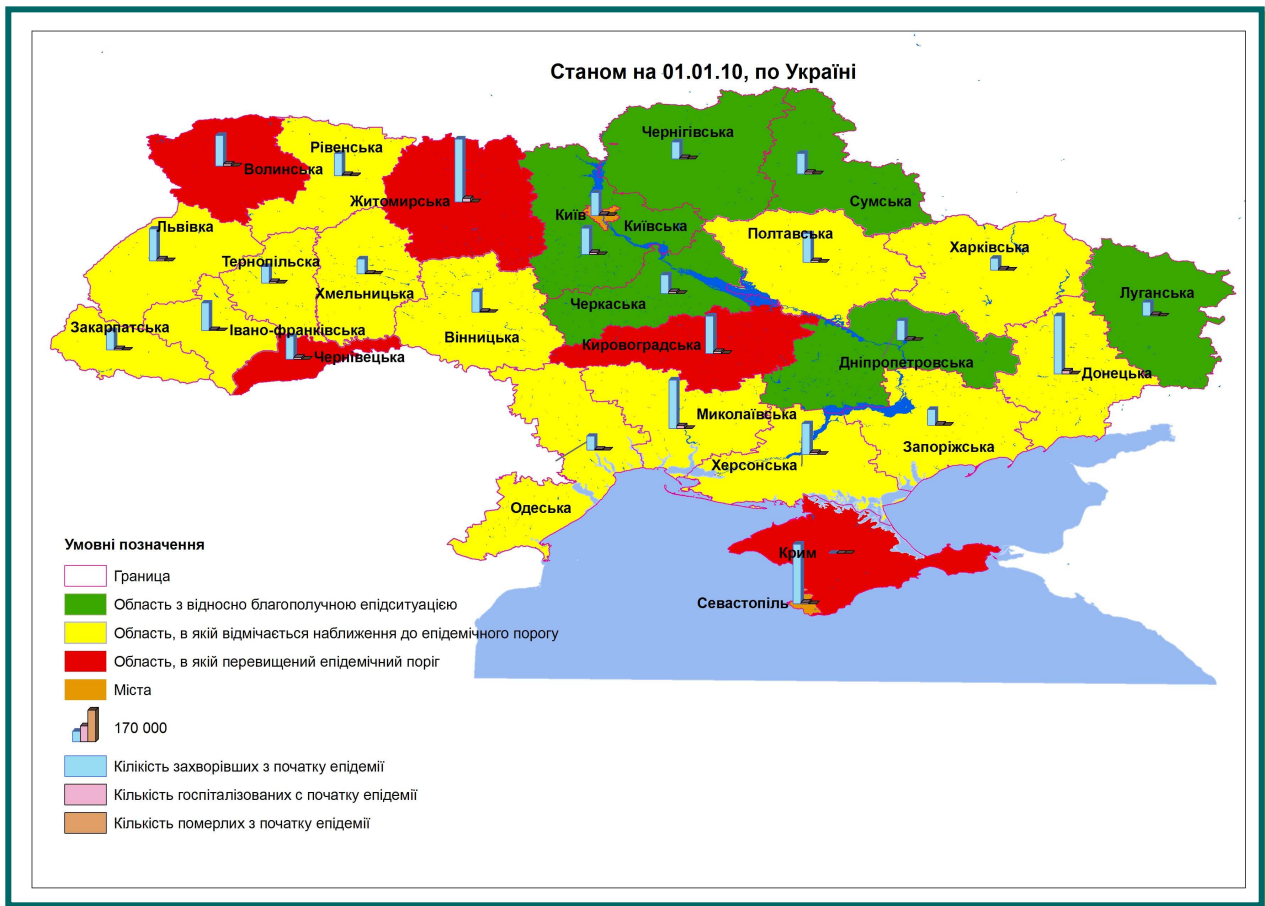 Станом на 01.01.10, по Україні
Чернігівська
Рівенська
Волинська
Житомирська
Сумська
Київ
Київська
Львівка
Полтавська
Харківська
Тернопільска
Хмельницька
Луганська
Черкаська
Закарпатська
Івано-франківська
Вінницька
Кировоградська
Чернівецька
Дніпропетровська
Донецька
Миколаївська
Запоріжська
Херсонська
Одеська
Крим
Севастопіль
Умовні позначення
Граница
Область з відносно благополучною епідситуацією
Область, в якій відмічається наближення до епідемічного порогу
Область, в якій перевищений епідемічний поріг
Міста
170 000
Кілікість захворівших з початку епідемії
Кількість госпіталізованих с початку епідемії
Кількість померлих з початку епідемії